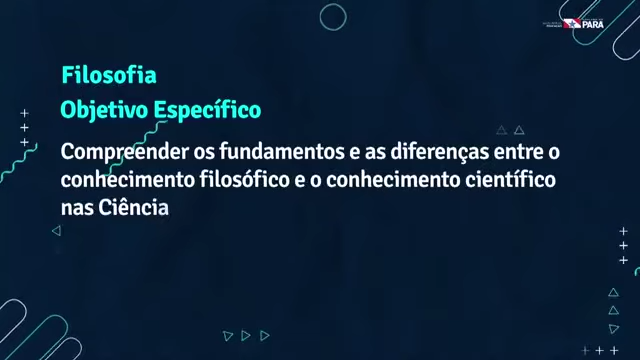 PARÁ
Filosofia
Objetivo Específico
Compreender os fundamentos e as diferenças entre o
conhecimento filosófico e o conhecimento científico
nas Ciência